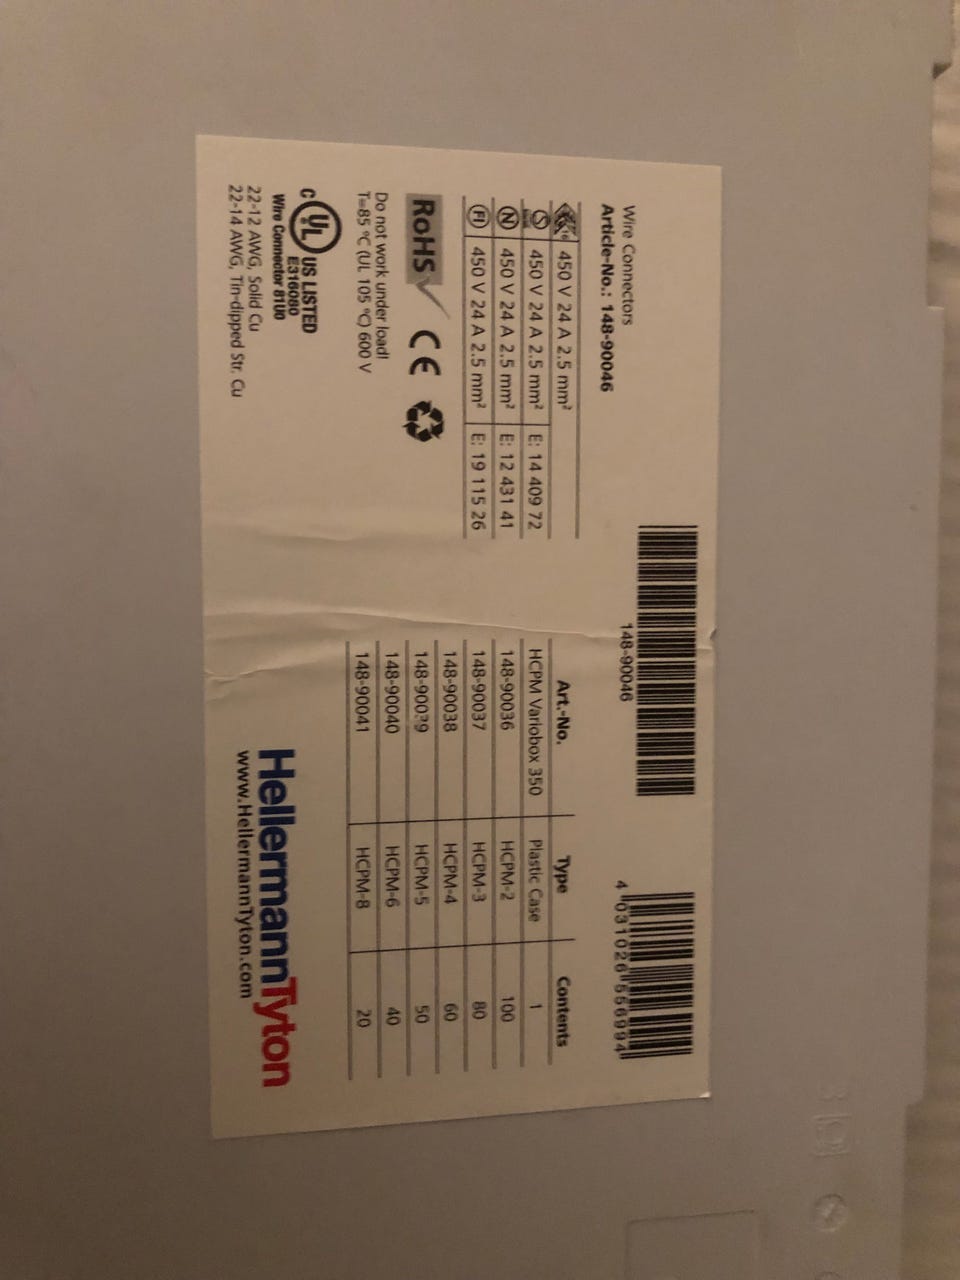 Wire Connectors
Article-No.: 148-90046
148-90046
4 031026 556994
450 V 24 A 2.5 mm²
450 V 24 A 2.5 mm² E: 14 409 72
N 450 V 24 A 2.5 mm² E: 12 431 41
FI 450 V 24 A 2.5 mm² E: 19 115 26
RoHS CE
Do not work under load!
T=85 °C (UL 105 °C) 600 V
C UL US LISTED
E316080
Wire Connector 81U0
22-12 AWG, Solid Cu
22-14 AWG, Tin-dipped Str. Cu
Art.-No. Type Contents
HCPM Variobox 350 Plastic Case 1
148-90036 HCPM-2 100
148-90037 HCPM-3 80
148-90038 HCPM-4 60
148-90039 HCPM-5 50
148-90040 HCPM-6 40
148-90041 HCPM-8 20
HellermannTyton
www.HellermannTyton.com